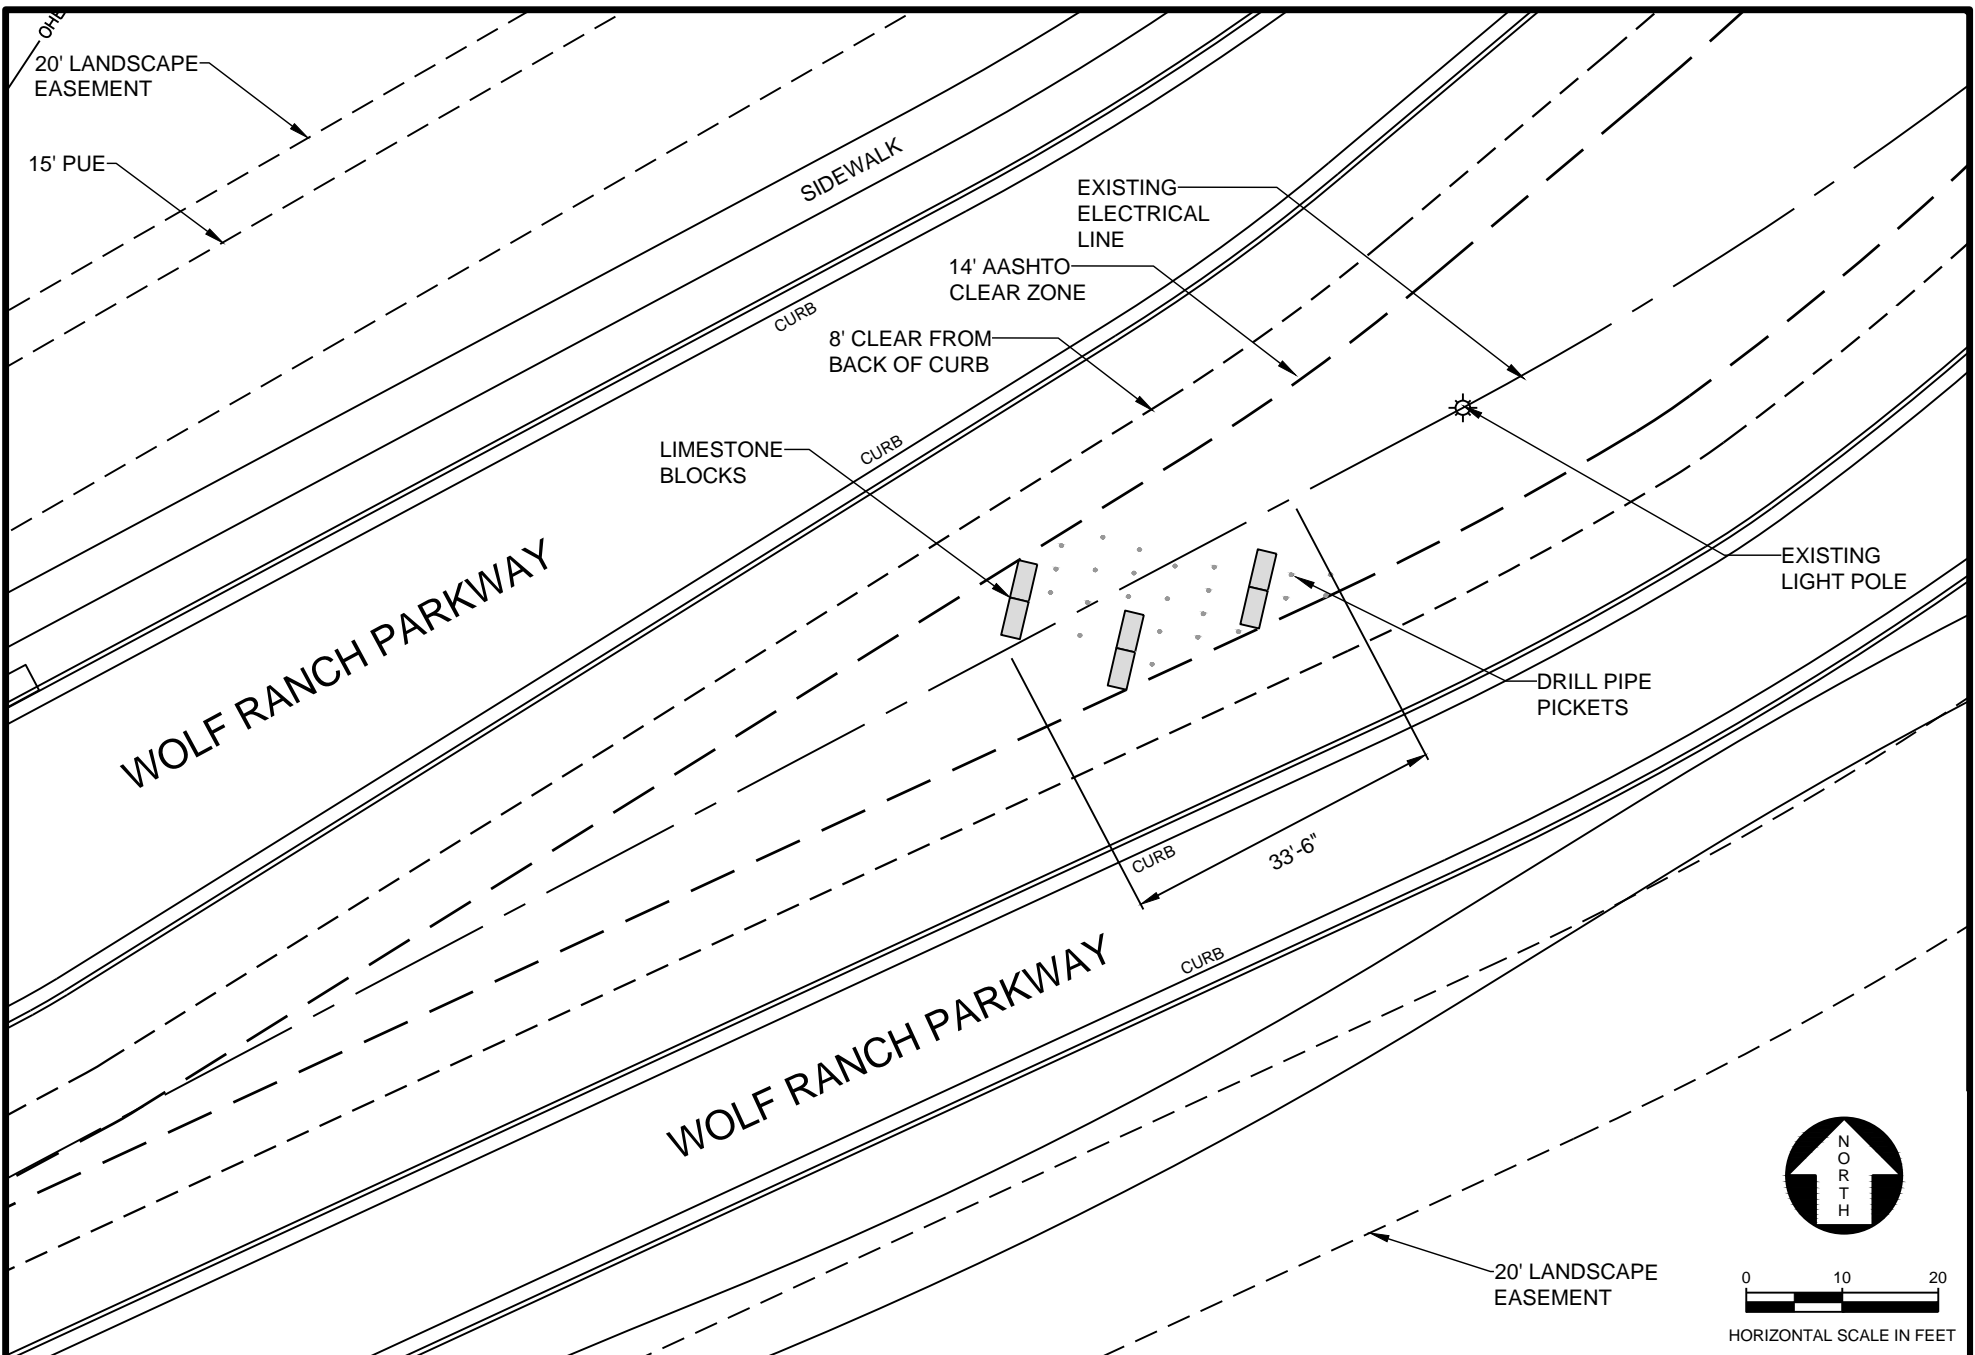 OHE
20' LANDSCAPE
EASEMENT
15' PUE
SIDEWALK
EXISTING
ELECTRICAL
LINE
14' AASHTO
CLEAR ZONE
CURB
8' CLEAR FROM
BACK OF CURB
CURB
LIMESTONE
BLOCKS
WOLF RANCH PARKWAY
EXISTING
LIGHT POLE
DRILL PIPE
PICKETS
33'-6"
CURB
WOLF RANCH PARKWAY
CURB
NORTH
20' LANDSCAPE
EASEMENT
0 10 20
HORIZONTAL SCALE IN FEET